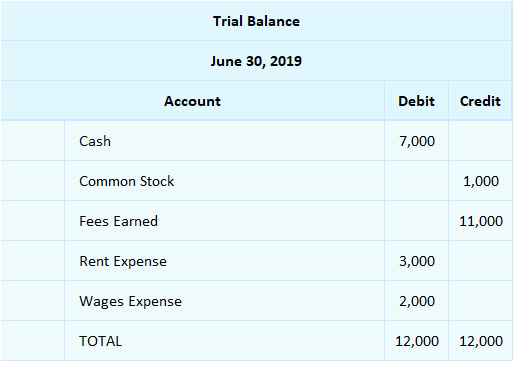 Trial Balance
June 30, 2019
Account Debit Credit
Cash 7,000
Common Stock 1,000
Fees Earned 11,000
Rent Expense 3,000
Wages Expense 2,000
TOTAL 12,000 12,000